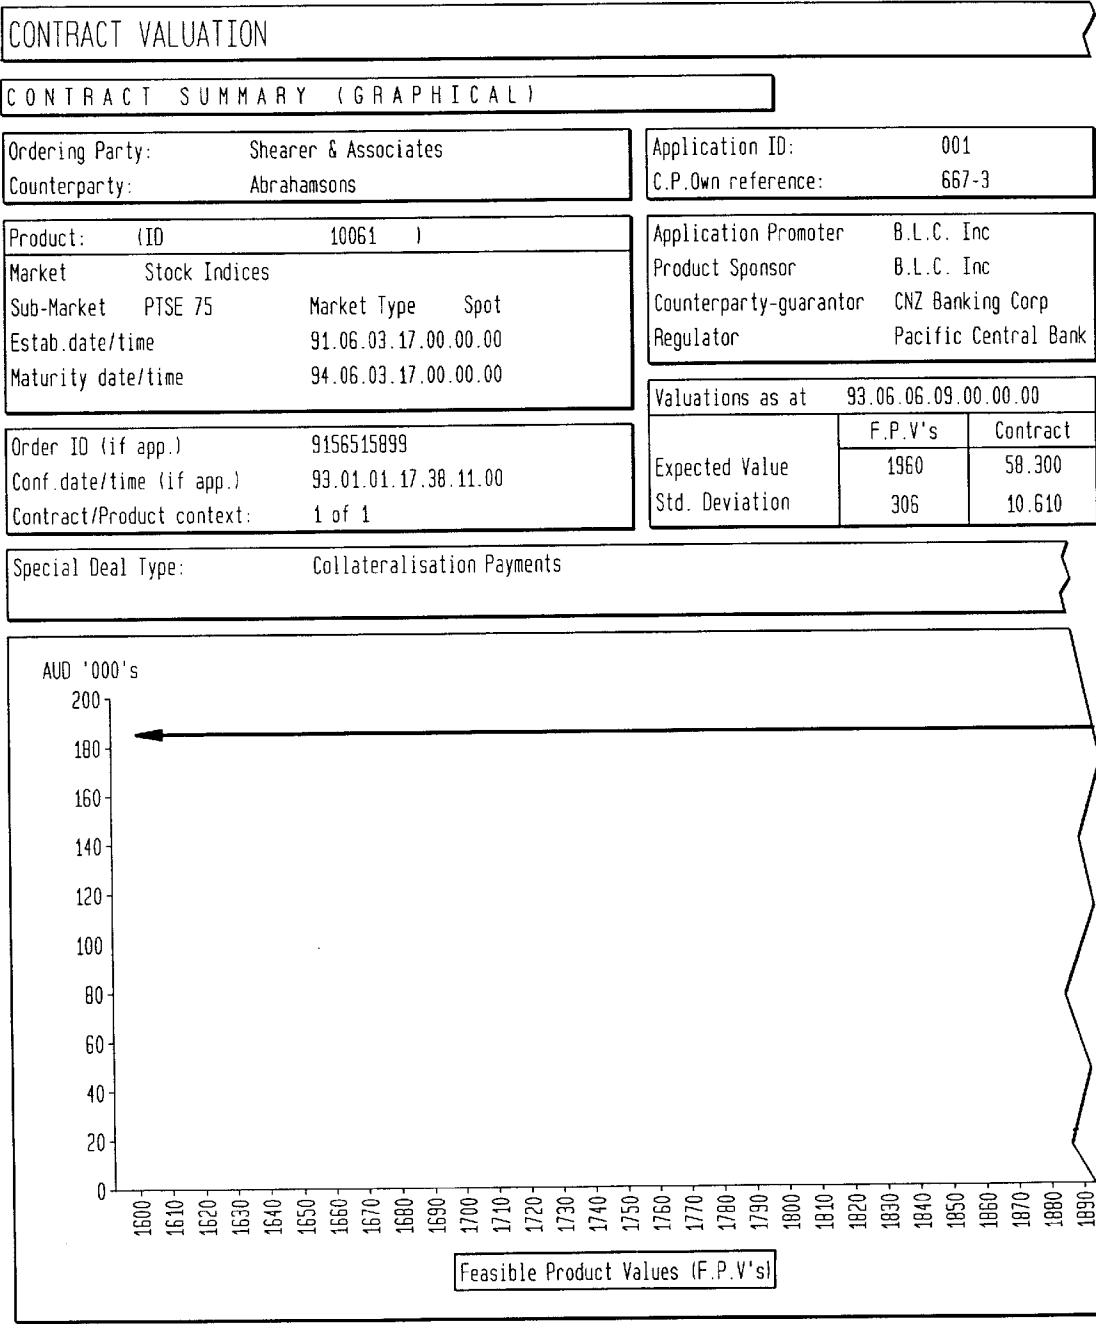 CONTRACT VALUATION
CONTRACT SUMMARY (GRAPHICAL)
Ordering Party: Shearer & Associates
Counterparty: Abrahamsons
Application ID: 001
C.P.Own reference: 667-3
Product: (ID 10061 )
Market Stock Indices
Sub-Market PTSE 75 Market Type Spot
Estab.date/time 91.06.03.17.00.00.00
Maturity date/time 94.06.03.17.00.00.00
Application Promoter B.L.C. Inc
Product Sponsor B.L.C. Inc
Counterparty-guarantor CNZ Banking Corp
Regulator Pacific Central Bank
Valuations as at 93.06.06.09.00.00.00
F.P.V's Contract
Expected Value 1960 58.300
Std. Deviation 306 10.610
Order ID (if app.) 9156515899
Conf.date/time (if app.) 93.01.01.17.38.11.00
Contract/Product context: 1 of 1
Special Deal Type: Collateralisation Payments
AUD '000's
200
180
160
140
120
100
80
60
40
20
0
1600 1610 1620 1630 1640 1650 1660 1670 1680 1690 1700 1710 1720 1730 1740 1750 1760 1770 1780 1790 1800 1810 1820 1830 1840 1850 1860 1870 1880 1890
Feasible Product Values (F.P.V's)